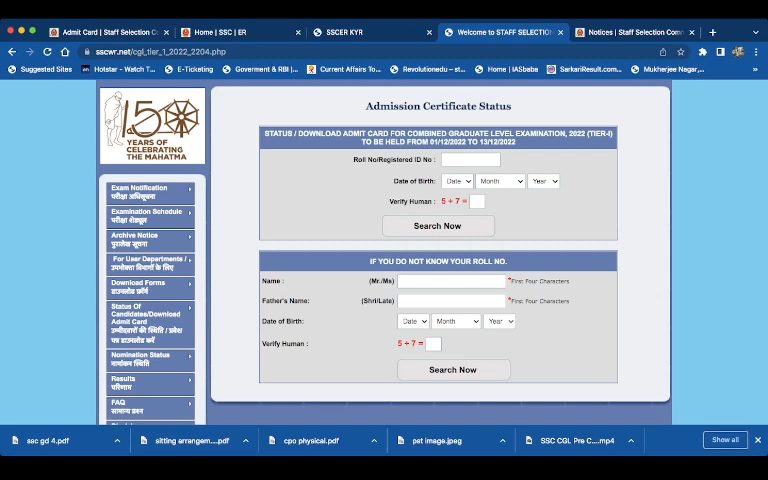 Admit Card | Staff Selection C
Home | SSC | ER
SSCER KYR
Welcome to STAFF SELECTION
Notices | Staff Selection Comm
sscwr.net/cgl_tier_1_2022_2204.php
Suggested Sites
Hotstar - Watch T...
E-Ticketing
Goverment & RBI |...
Current Affairs To...
Revolutionedu – st...
Home | IASbabe
SarkariResult.com...
Mukherjee Nagar,...
150
YEARS OF
CELEBRATING
THE MAHATMA
Admission Certificate Status
STATUS / DOWNLOAD ADMIT CARD FOR COMBINED GRADUATE LEVEL EXAMINATION, 2022 (TIER-I)
TO BE HELD FROM 01/12/2022 TO 13/12/2022
Roll No/Registered ID No :
Date of Birth: Date Month Year
Verify Human : 5 + 7 =
Search Now
IF YOU DO NOT KNOW YOUR ROLL NO.
Name : (Mr./Ms) *First Four Characters
Father's Name: (Shri/Late) *First Four Characters
Date of Birth: Date Month Year
Verify Human : 5 + 7 =
Search Now
Exam Notification
परीक्षा अधिसूचना
Examination Schedule
परीक्षा शेड्यूल
Archive Notice
पुरालेख सूचना
For User Departments /
उपभोक्ता विभागों के लिए
Download Forms
डाउनलोड फ़ॉर्म
Status Of
Candidates/Download
Admit Card
उम्मीदवारों की स्थिति / प्रवेश
पत्र डाउनलोड करें
Nomination Status
नामांकन स्थिति
Results
परिणाम
FAQ
सामान्य प्रश्न
ssc gd 4.pdf
sitting arrangem....pdf
cpo physical.pdf
pst image.jpeg
SSC CGL Pre C....mp4
Show all